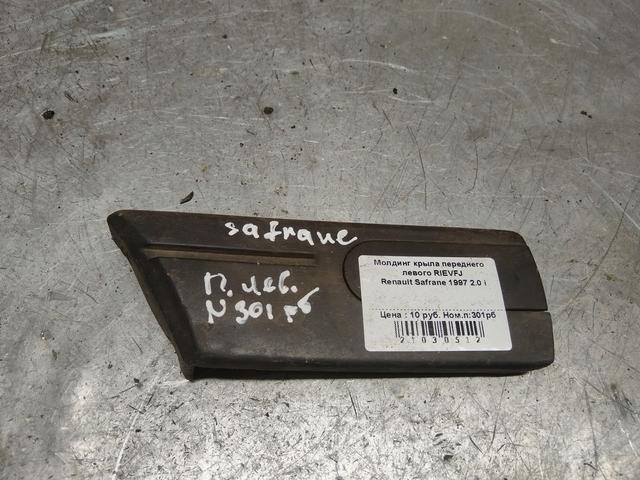 safrane
П. лев.
N 301 рб
Молдинг крыла переднего
левого RIEVFJ
Renault Safrane 1997 2.0 i
Цена : 10 руб. Ном.п:301рб
21030512